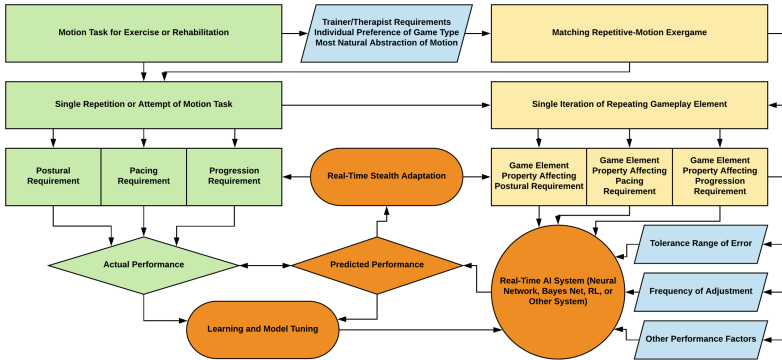 Motion Task for Exercise or Rehabilitation
Trainer/Therapist Requirements
Individual Preference of Game Type
Most Natural Abstraction of Motion
Matching Repetitive-Motion Exergame
Single Repetition or Attempt of Motion Task
Single Iteration of Repeating Gameplay Element
Postural
Requirement
Pacing
Requirement
Progression
Requirement
Real-Time Stealth Adaptation
Game Element
Property Affecting
Postural Requirement
Game Element
Property Affecting
Pacing
Requirement
Game Element
Property Affecting
Progression
Requirement
Actual Performance
Predicted Performance
Real-Time AI System (Neural
Network, Bayes Net, RL, or
Other System)
Tolerance Range of Error
Frequency of Adjustment
Other Performance Factors
Learning and Model Tuning